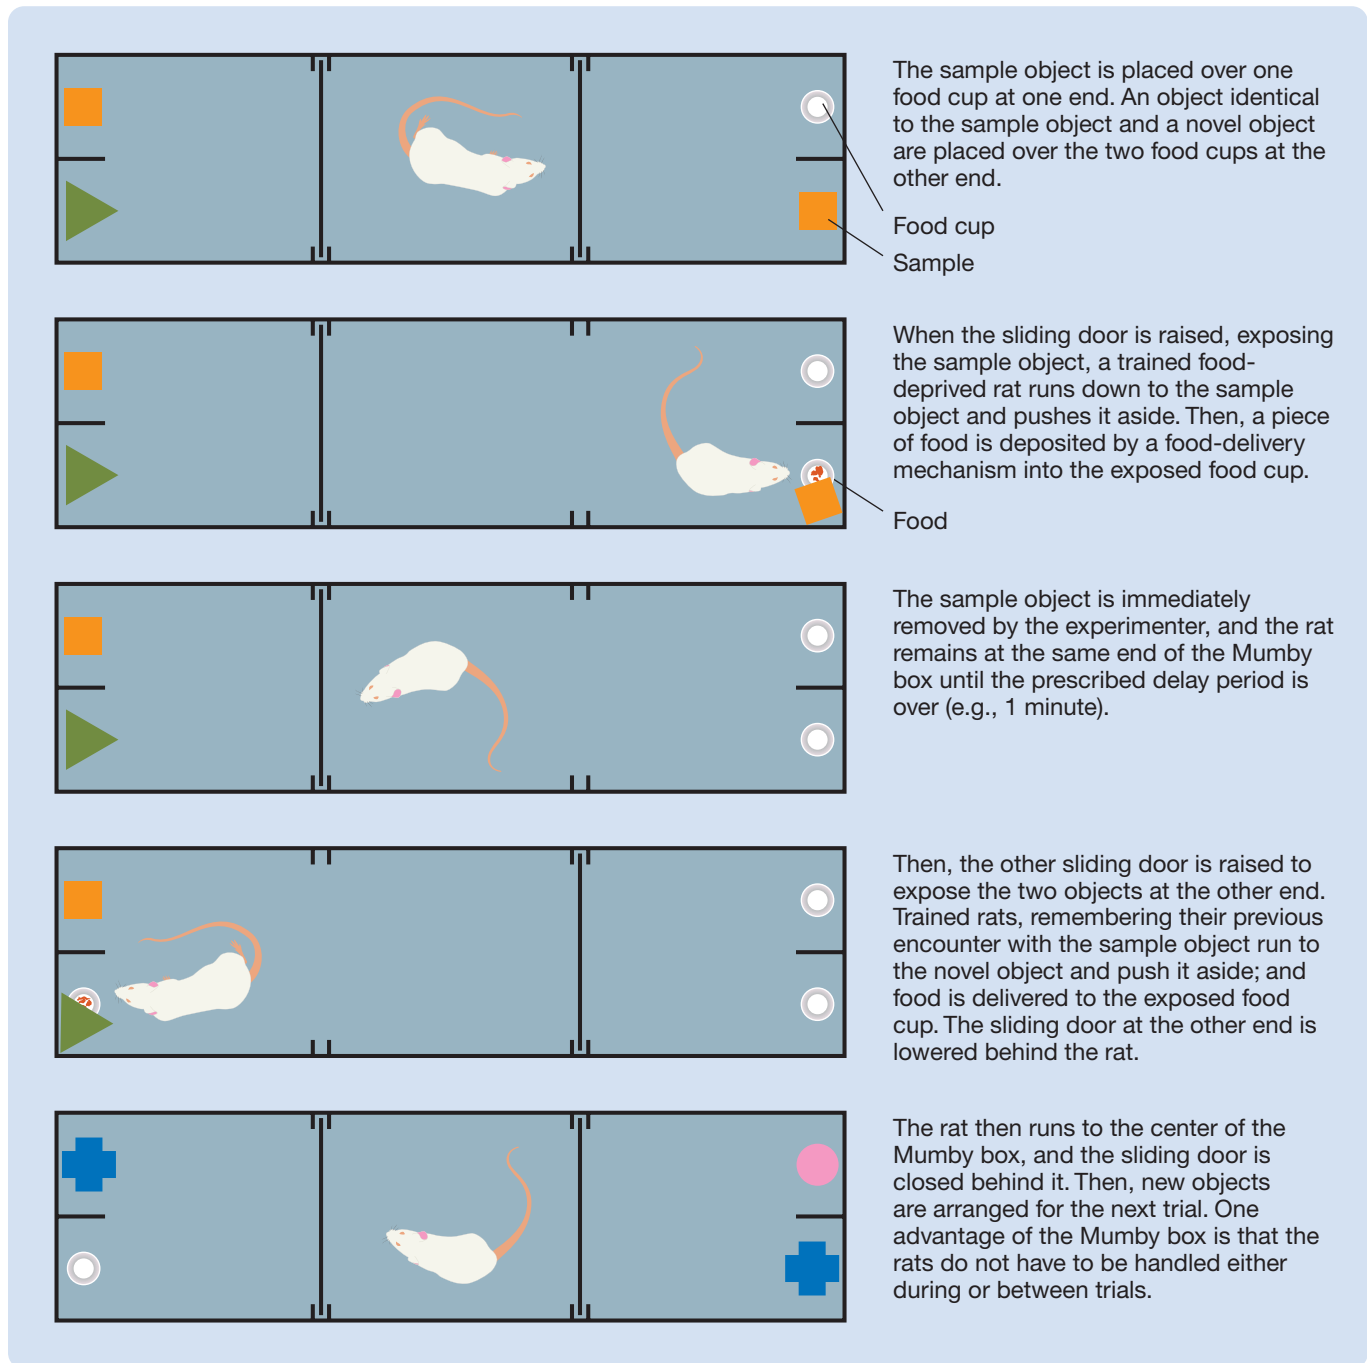 The sample object is placed over one
food cup at one end. An object identical
to the sample object and a novel object
are placed over the two food cups at the
other end.
Food cup
Sample
When the sliding door is raised, exposing
the sample object, a trained food-
deprived rat runs down to the sample
object and pushes it aside. Then, a piece
of food is deposited by a food-delivery
mechanism into the exposed food cup.
Food
The sample object is immediately
removed by the experimenter, and the rat
remains at the same end of the Mumby
box until the prescribed delay period is
over (e.g., 1 minute).
Then, the other sliding door is raised to
expose the two objects at the other end.
Trained rats, remembering their previous
encounter with the sample object run to
the novel object and push it aside; and
food is delivered to the exposed food
cup. The sliding door at the other end is
lowered behind the rat.
The rat then runs to the center of the
Mumby box, and the sliding door is
closed behind it. Then, new objects
are arranged for the next trial. One
advantage of the Mumby box is that the
rats do not have to be handled either
during or between trials.